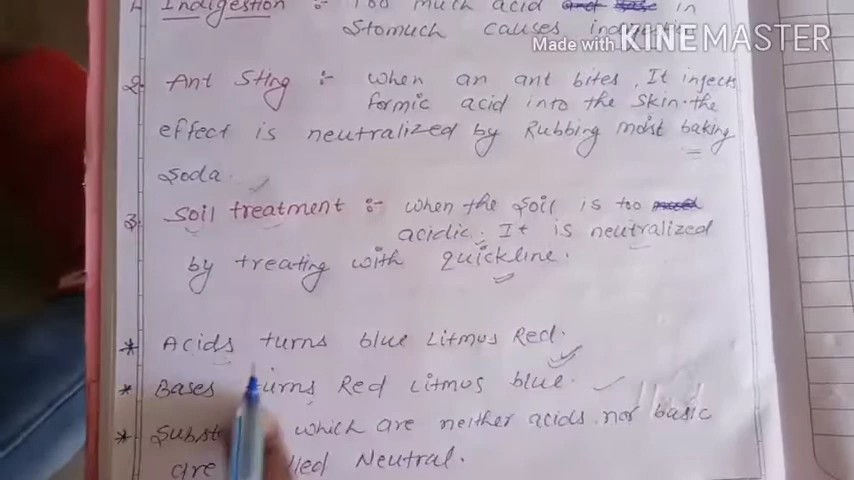 1. Indigestion :- Too much acid in
Stomuch causes
Made with KINEMASTER
2. Ant Sting :- when an ant bites, It injects
formic acid into the skin. the
effect is neutralized by Rubbing moist baking
Soda.
3. Soil treatment :- when the soil is too
acidic. It is neutralized
by treating with quickline.
* Acids turns blue Litmus Red.
* Bases turns Red Litmus blue.
* which are neither acids nor basic
are Neutral.